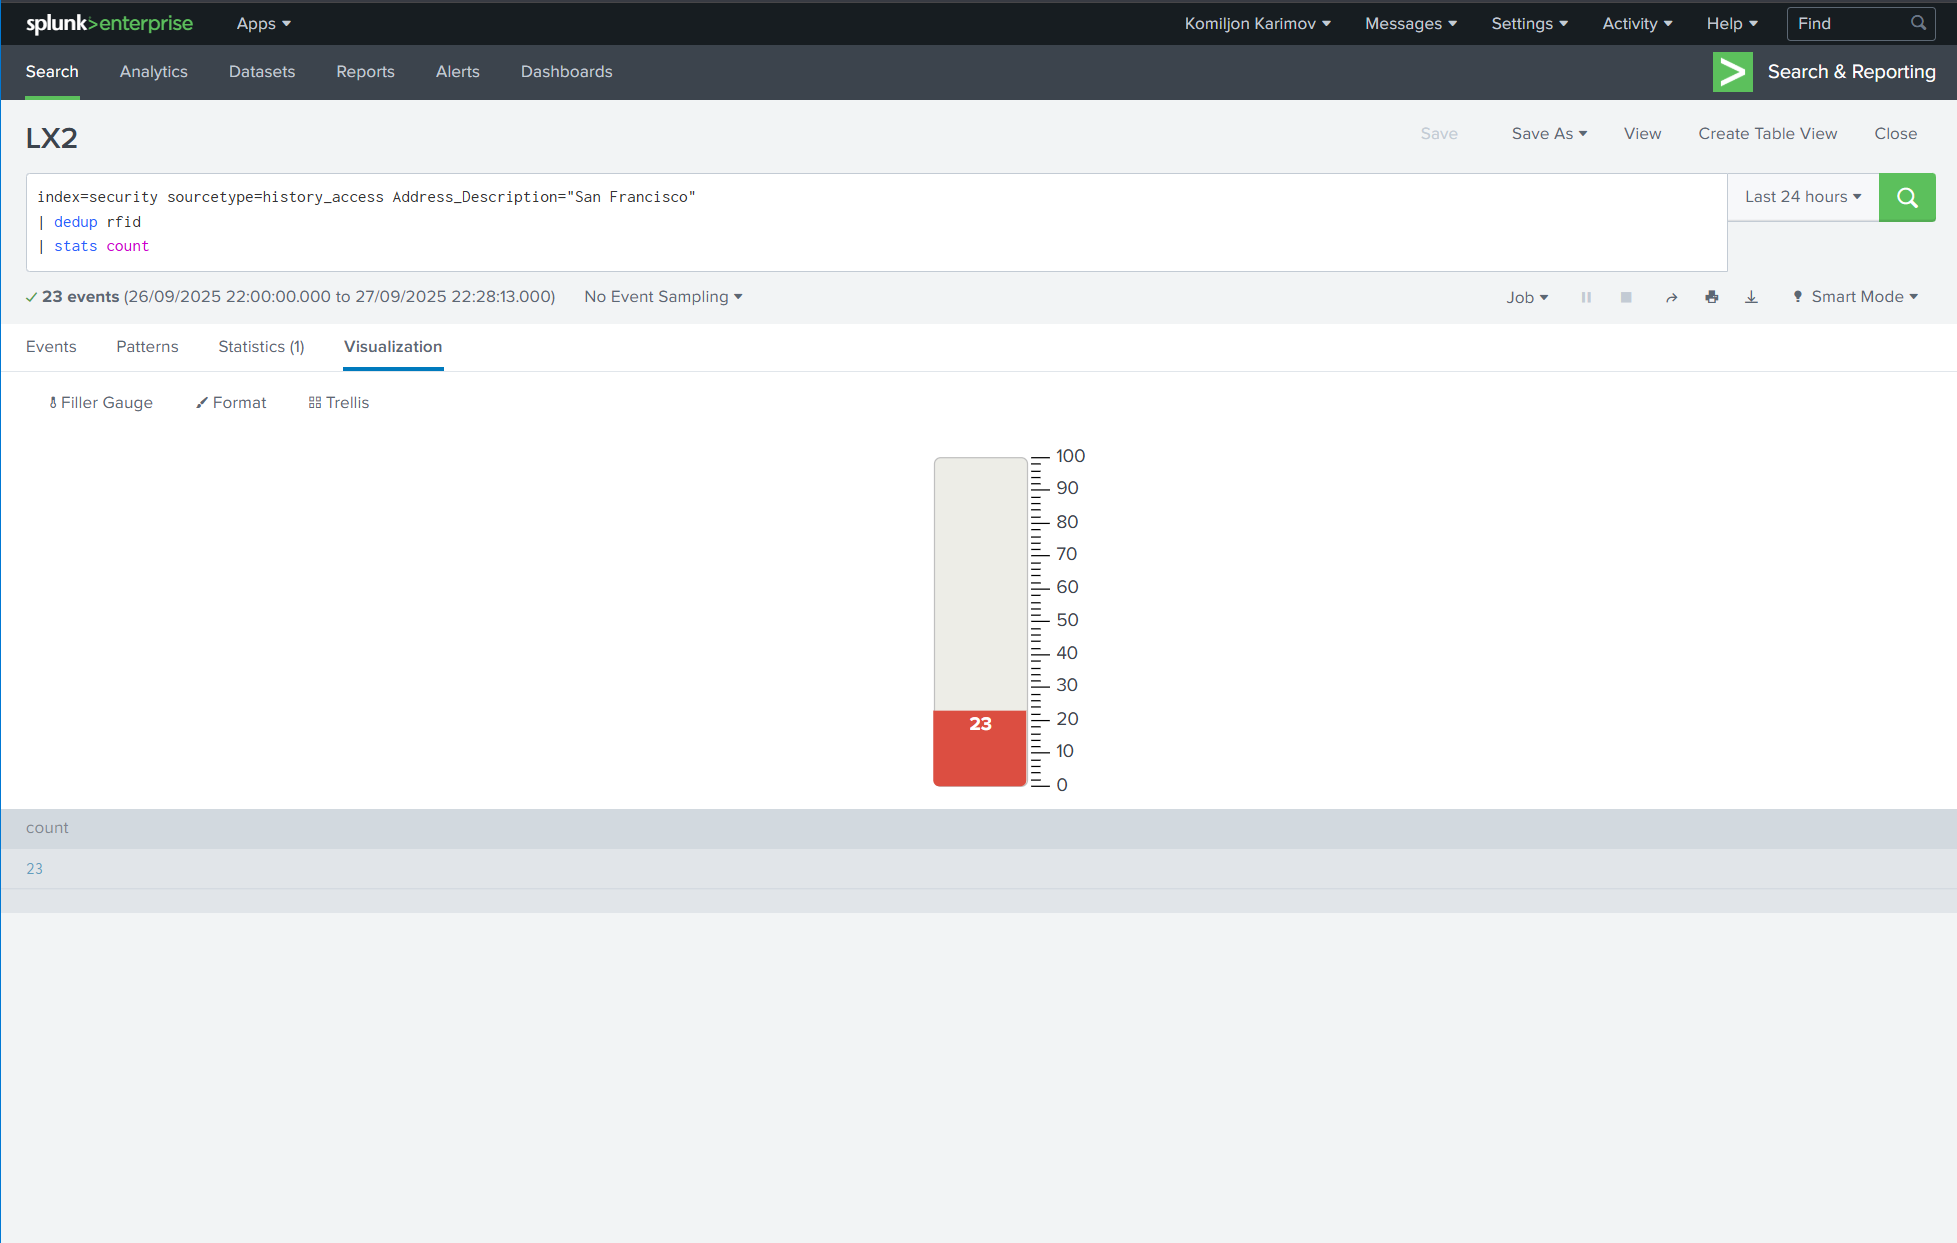 splunk>enterprise Apps Komiljon Karimov Messages Settings Activity Help Find
Search Analytics Datasets Reports Alerts Dashboards Search & Reporting
LX2 Save Save As View Create Table View Close
index=security sourcetype=history_access Address_Description="San Francisco" Last 24 hours
| dedup rfid
| stats count
23 events (26/09/2025 22:00:00.000 to 27/09/2025 22:28:13.000) No Event Sampling Job Smart Mode
Events Patterns Statistics (1) Visualization
Filler Gauge Format Trellis
100
90
80
70
60
50
40
30
23 20
10
0
count
23